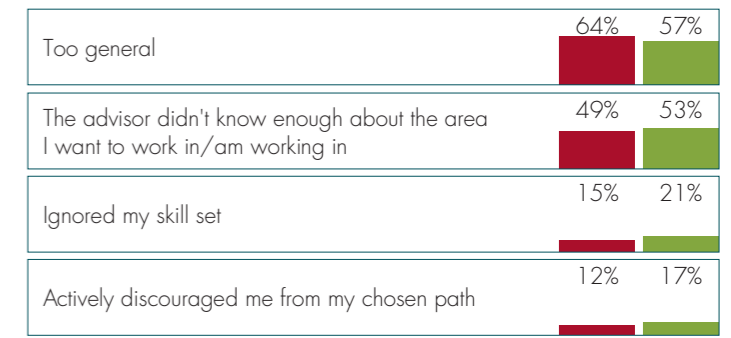 64% 57%
Too general
49% 53%
The advisor didn't know enough about the area
I want to work in/am working in
15% 21%
Ignored my skill set
12% 17%
Actively discouraged me from my chosen path